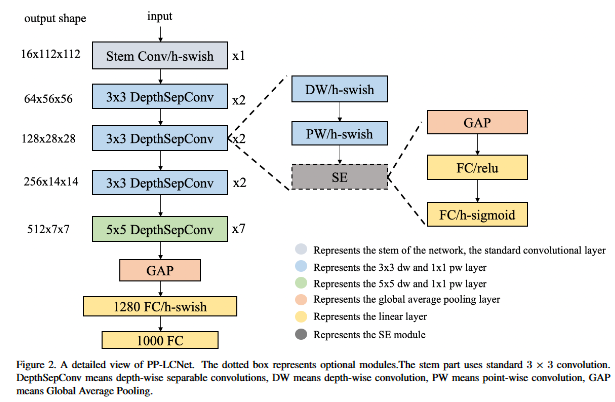 output shape
input
16x112x112
Stem Conv/h-swish
x1
64x56x56
3x3 DepthSepConv
x2
128x28x28
3x3 DepthSepConv
x2
256x14x14
3x3 DepthSepConv
x2
512x7x7
5x5 DepthSepConv
x7
GAP
1280 FC/h-swish
1000 FC
DW/h-swish
PW/h-swish
SE
GAP
FC/relu
FC/h-sigmoid
Represents the stem of the network, the standard convolutional layer
Represents the 3x3 dw and 1x1 pw layer
Represents the 5x5 dw and 1x1 pw layer
Represents the global average pooling layer
Represents the linear layer
Represents the SE module
Figure 2. A detailed view of PP-LCNet. The dotted box represents optional modules.The stem part uses standard 3 × 3 convolution.
DepthSepConv means depth-wise separable convolutions, DW means depth-wise convolution, PW means point-wise convolution, GAP
means Global Average Pooling.